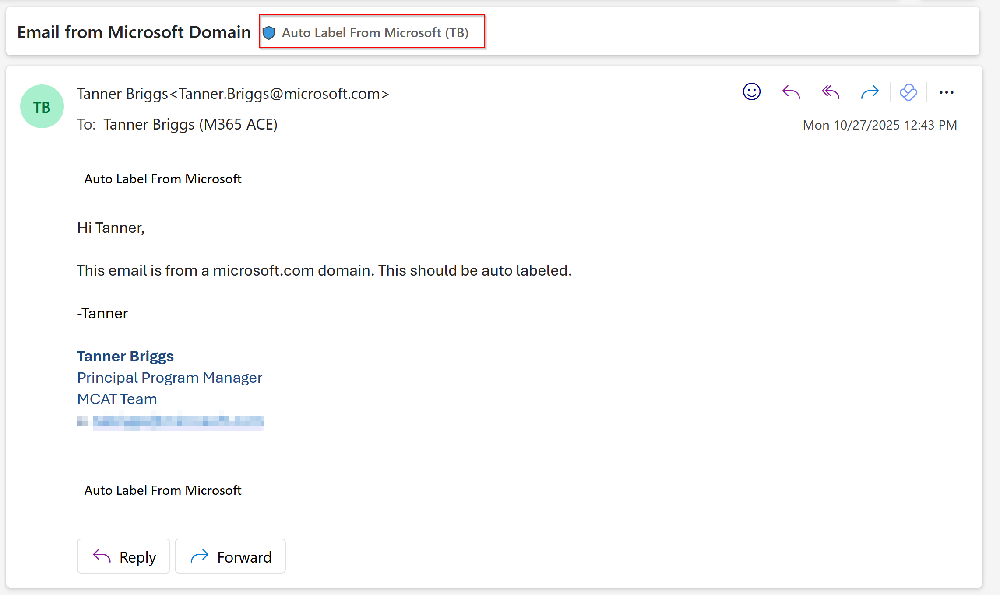 Email from Microsoft Domain Auto Label From Microsoft (TB)
TB
Tanner Briggs<Tanner.Briggs@microsoft.com>
To: Tanner Briggs (M365 ACE)
Mon 10/27/2025 12:43 PM
Auto Label From Microsoft
Hi Tanner,
This email is from a microsoft.com domain. This should be auto labeled.
-Tanner
Tanner Briggs
Principal Program Manager
MCAT Team
Auto Label From Microsoft
Reply Forward